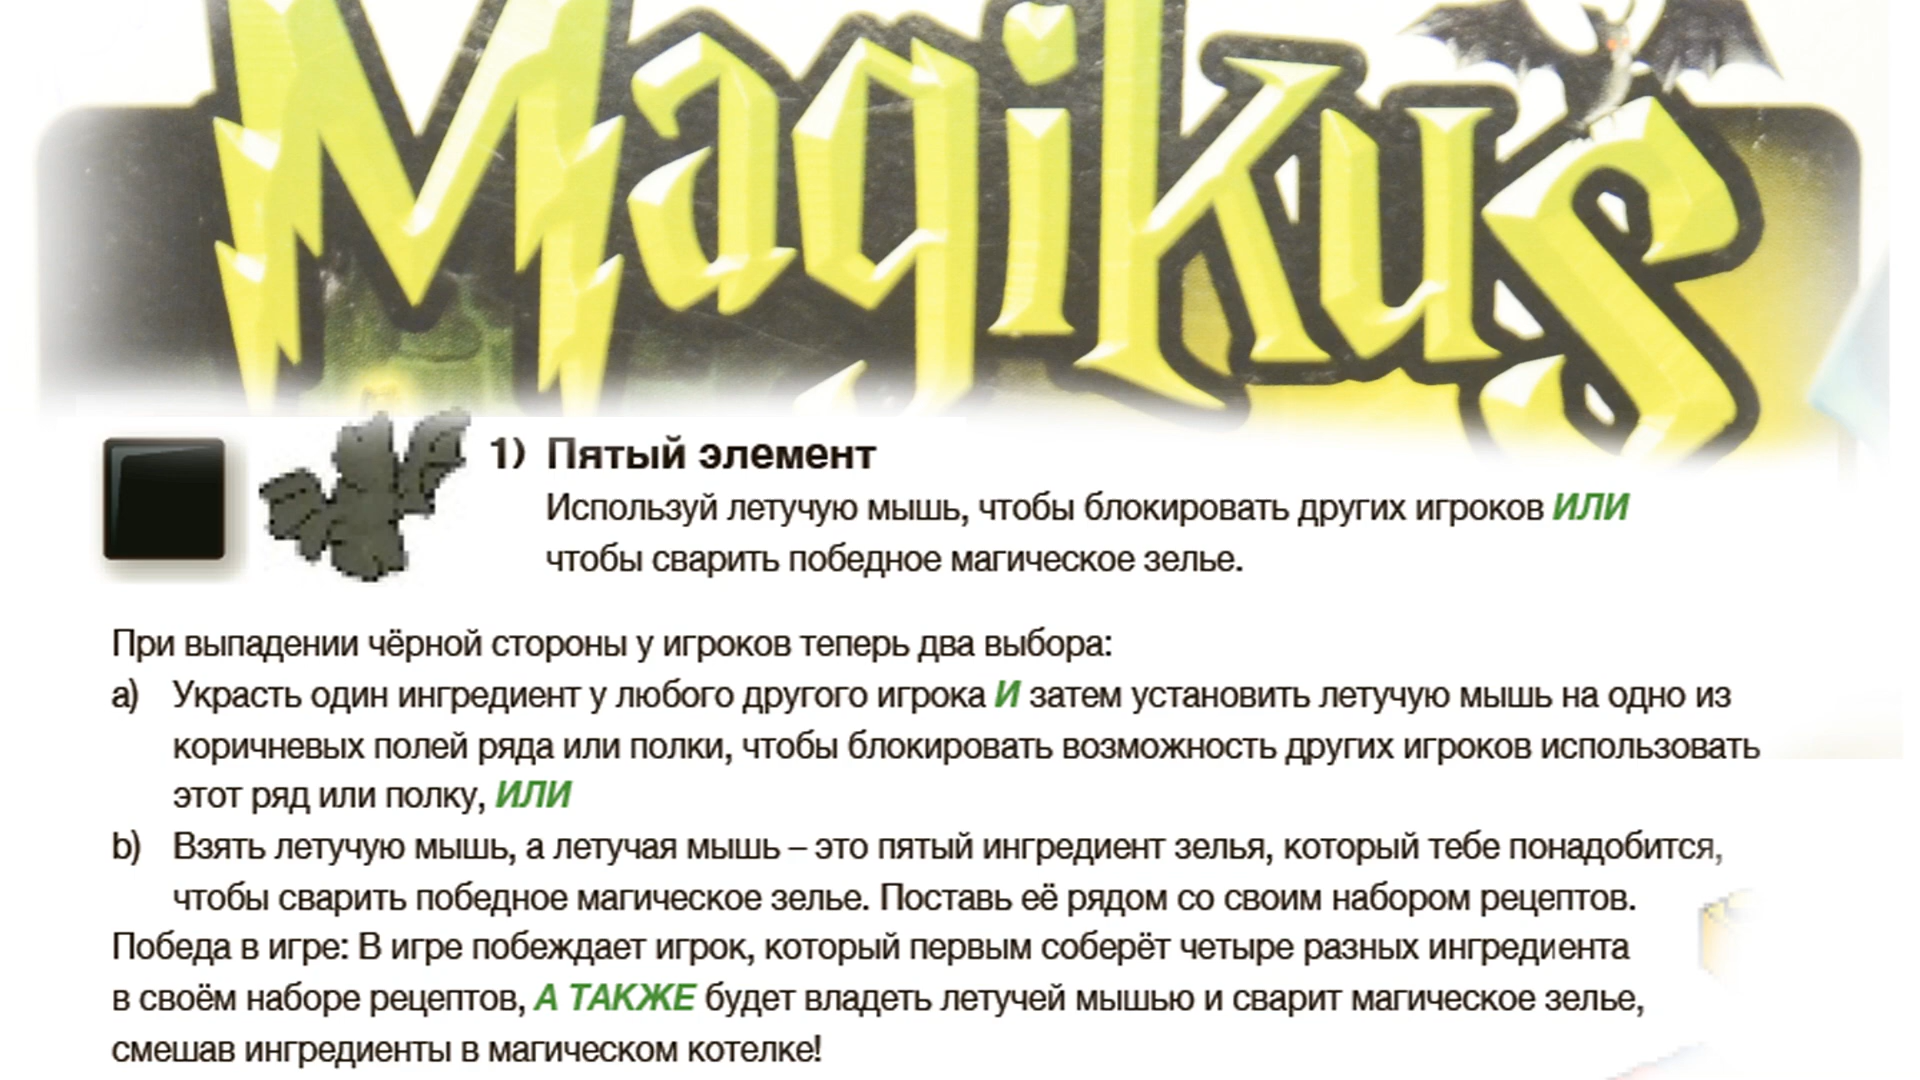 Magikus
1) Пятый элемент
Используй летучую мышь, чтобы блокировать других игроков ИЛИ
чтобы сварить победное магическое зелье.
При выпадении чёрной стороны у игроков теперь два выбора:
a) Украсть один ингредиент у любого другого игрока И затем установить летучую мышь на одно из
коричневых полей ряда или полки, чтобы блокировать возможность других игроков использовать
этот ряд или полку, ИЛИ
b) Взять летучую мышь, а летучая мышь – это пятый ингредиент зелья, который тебе понадобится,
чтобы сварить победное магическое зелье. Поставь её рядом со своим набором рецептов.
Победа в игре: В игре побеждает игрок, который первым соберёт четыре разных ингредиента
в своём наборе рецептов, А ТАКЖЕ будет владеть летучей мышью и сварит магическое зелье,
смешав ингредиенты в магическом котелке!